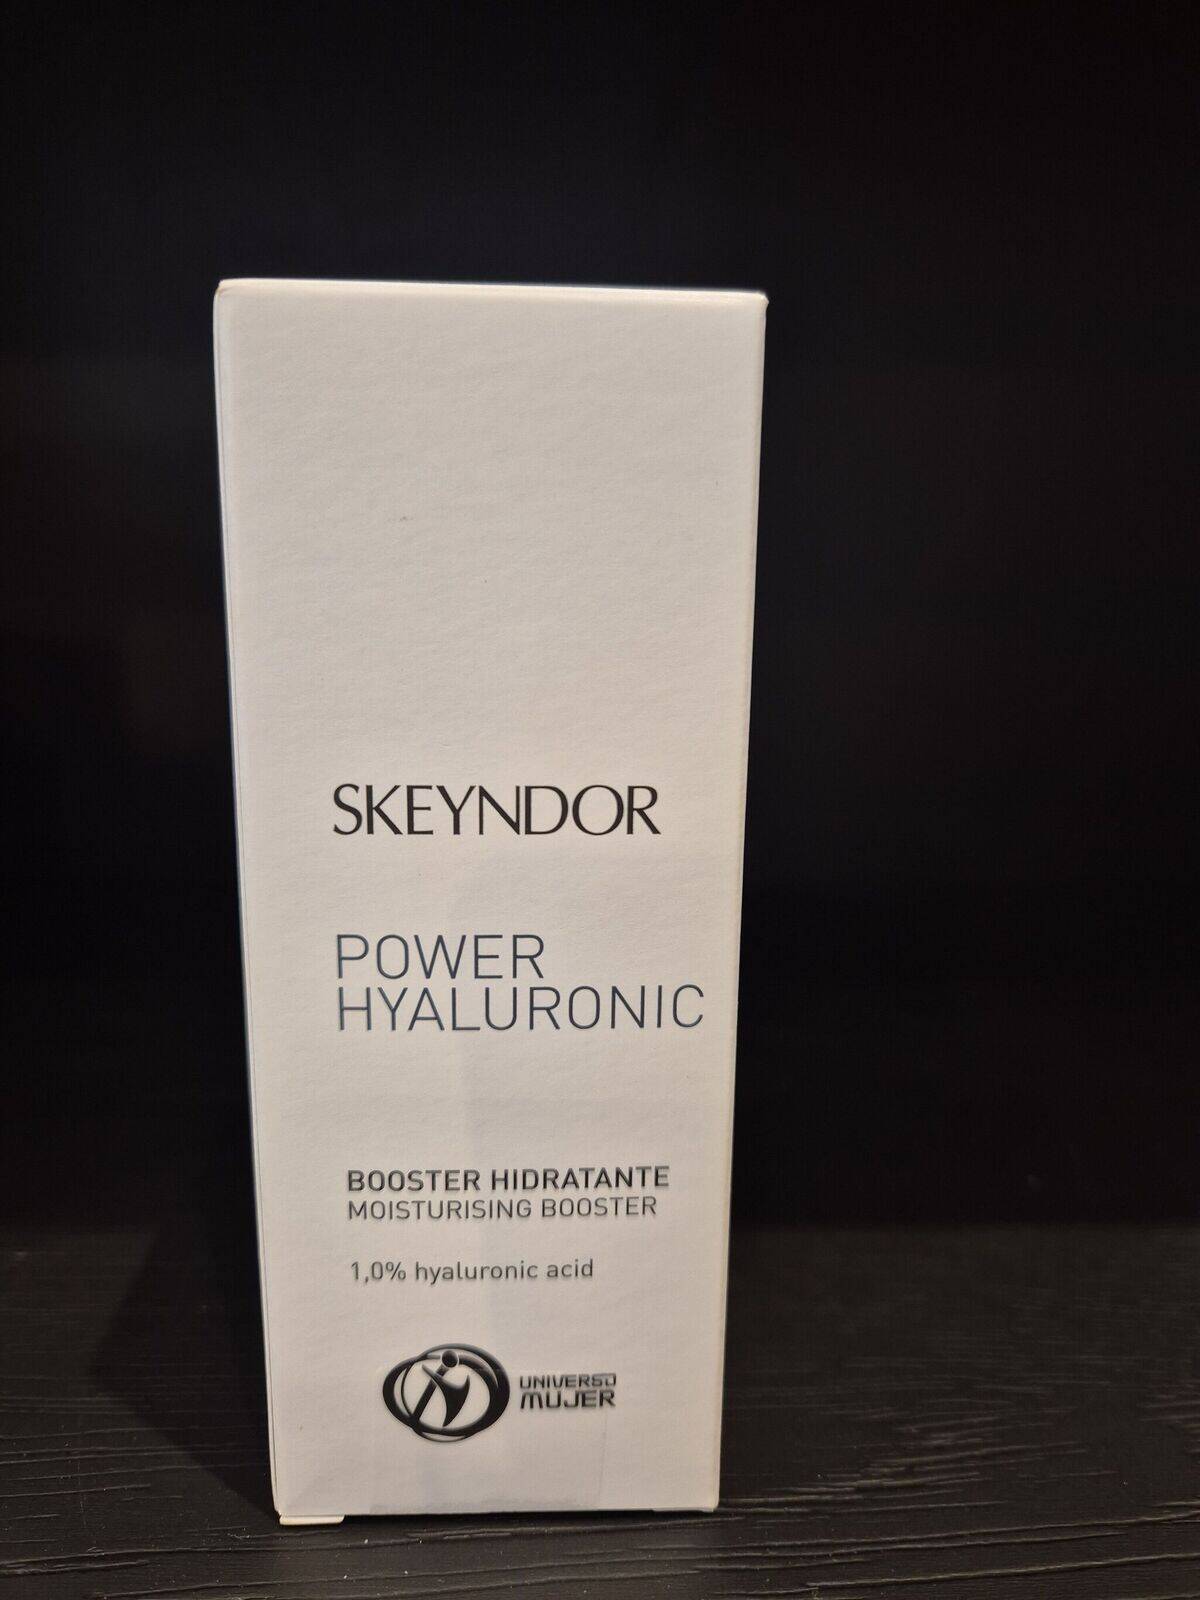 SKEYNDOR
POWER
HYALURONIC
BOOSTER HIDRATANTE
MOISTURISING BOOSTER
1,0% hyaluronic acid
UNIVERSO
MUJER